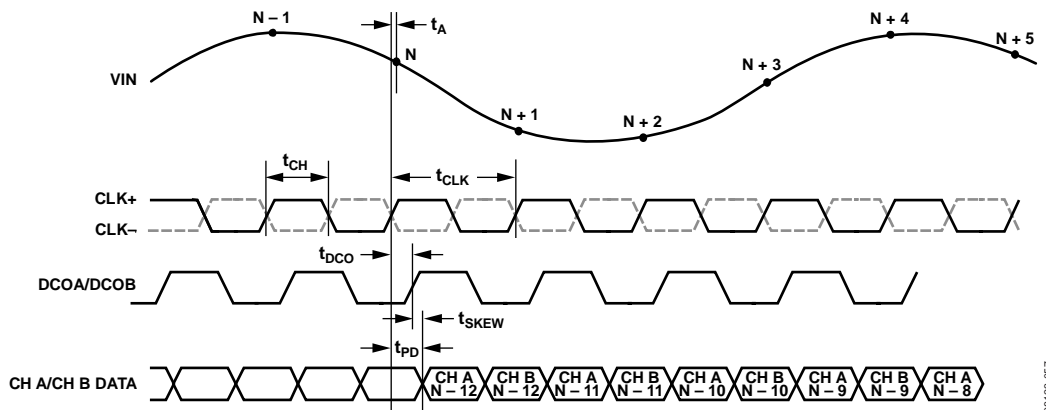 N – 1
tA
N
N + 4
N + 5
VIN
N + 3
N + 1
N + 2
tCH
tCLK
CLK+
CLK–
tDCO
DCOA/DCOB
tSKEW
tPD
CH A/CH B DATA
CH A
N – 12
CH B
N – 12
CH A
N – 11
CH B
N – 11
CH A
N – 10
CH B
N – 10
CH A
N – 9
CH B
N – 9
CH A
N – 8